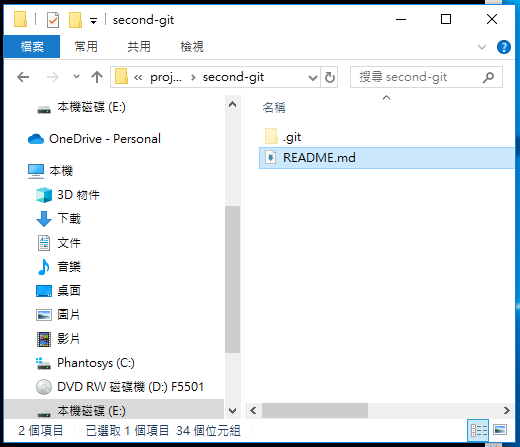 second-git
檔案 常用 共用 檢視
« proj... › second-git
搜尋 second-git
本機磁碟 (E:)
OneDrive - Personal
本機
3D 物件
下載
文件
音樂
桌面
圖片
影片
Phantosys (C:)
DVD RW 磁碟機 (D:) F5501
本機磁碟 (E:)
名稱
.git
README.md
2 個項目 已選取 1 個項目 34 個位元組